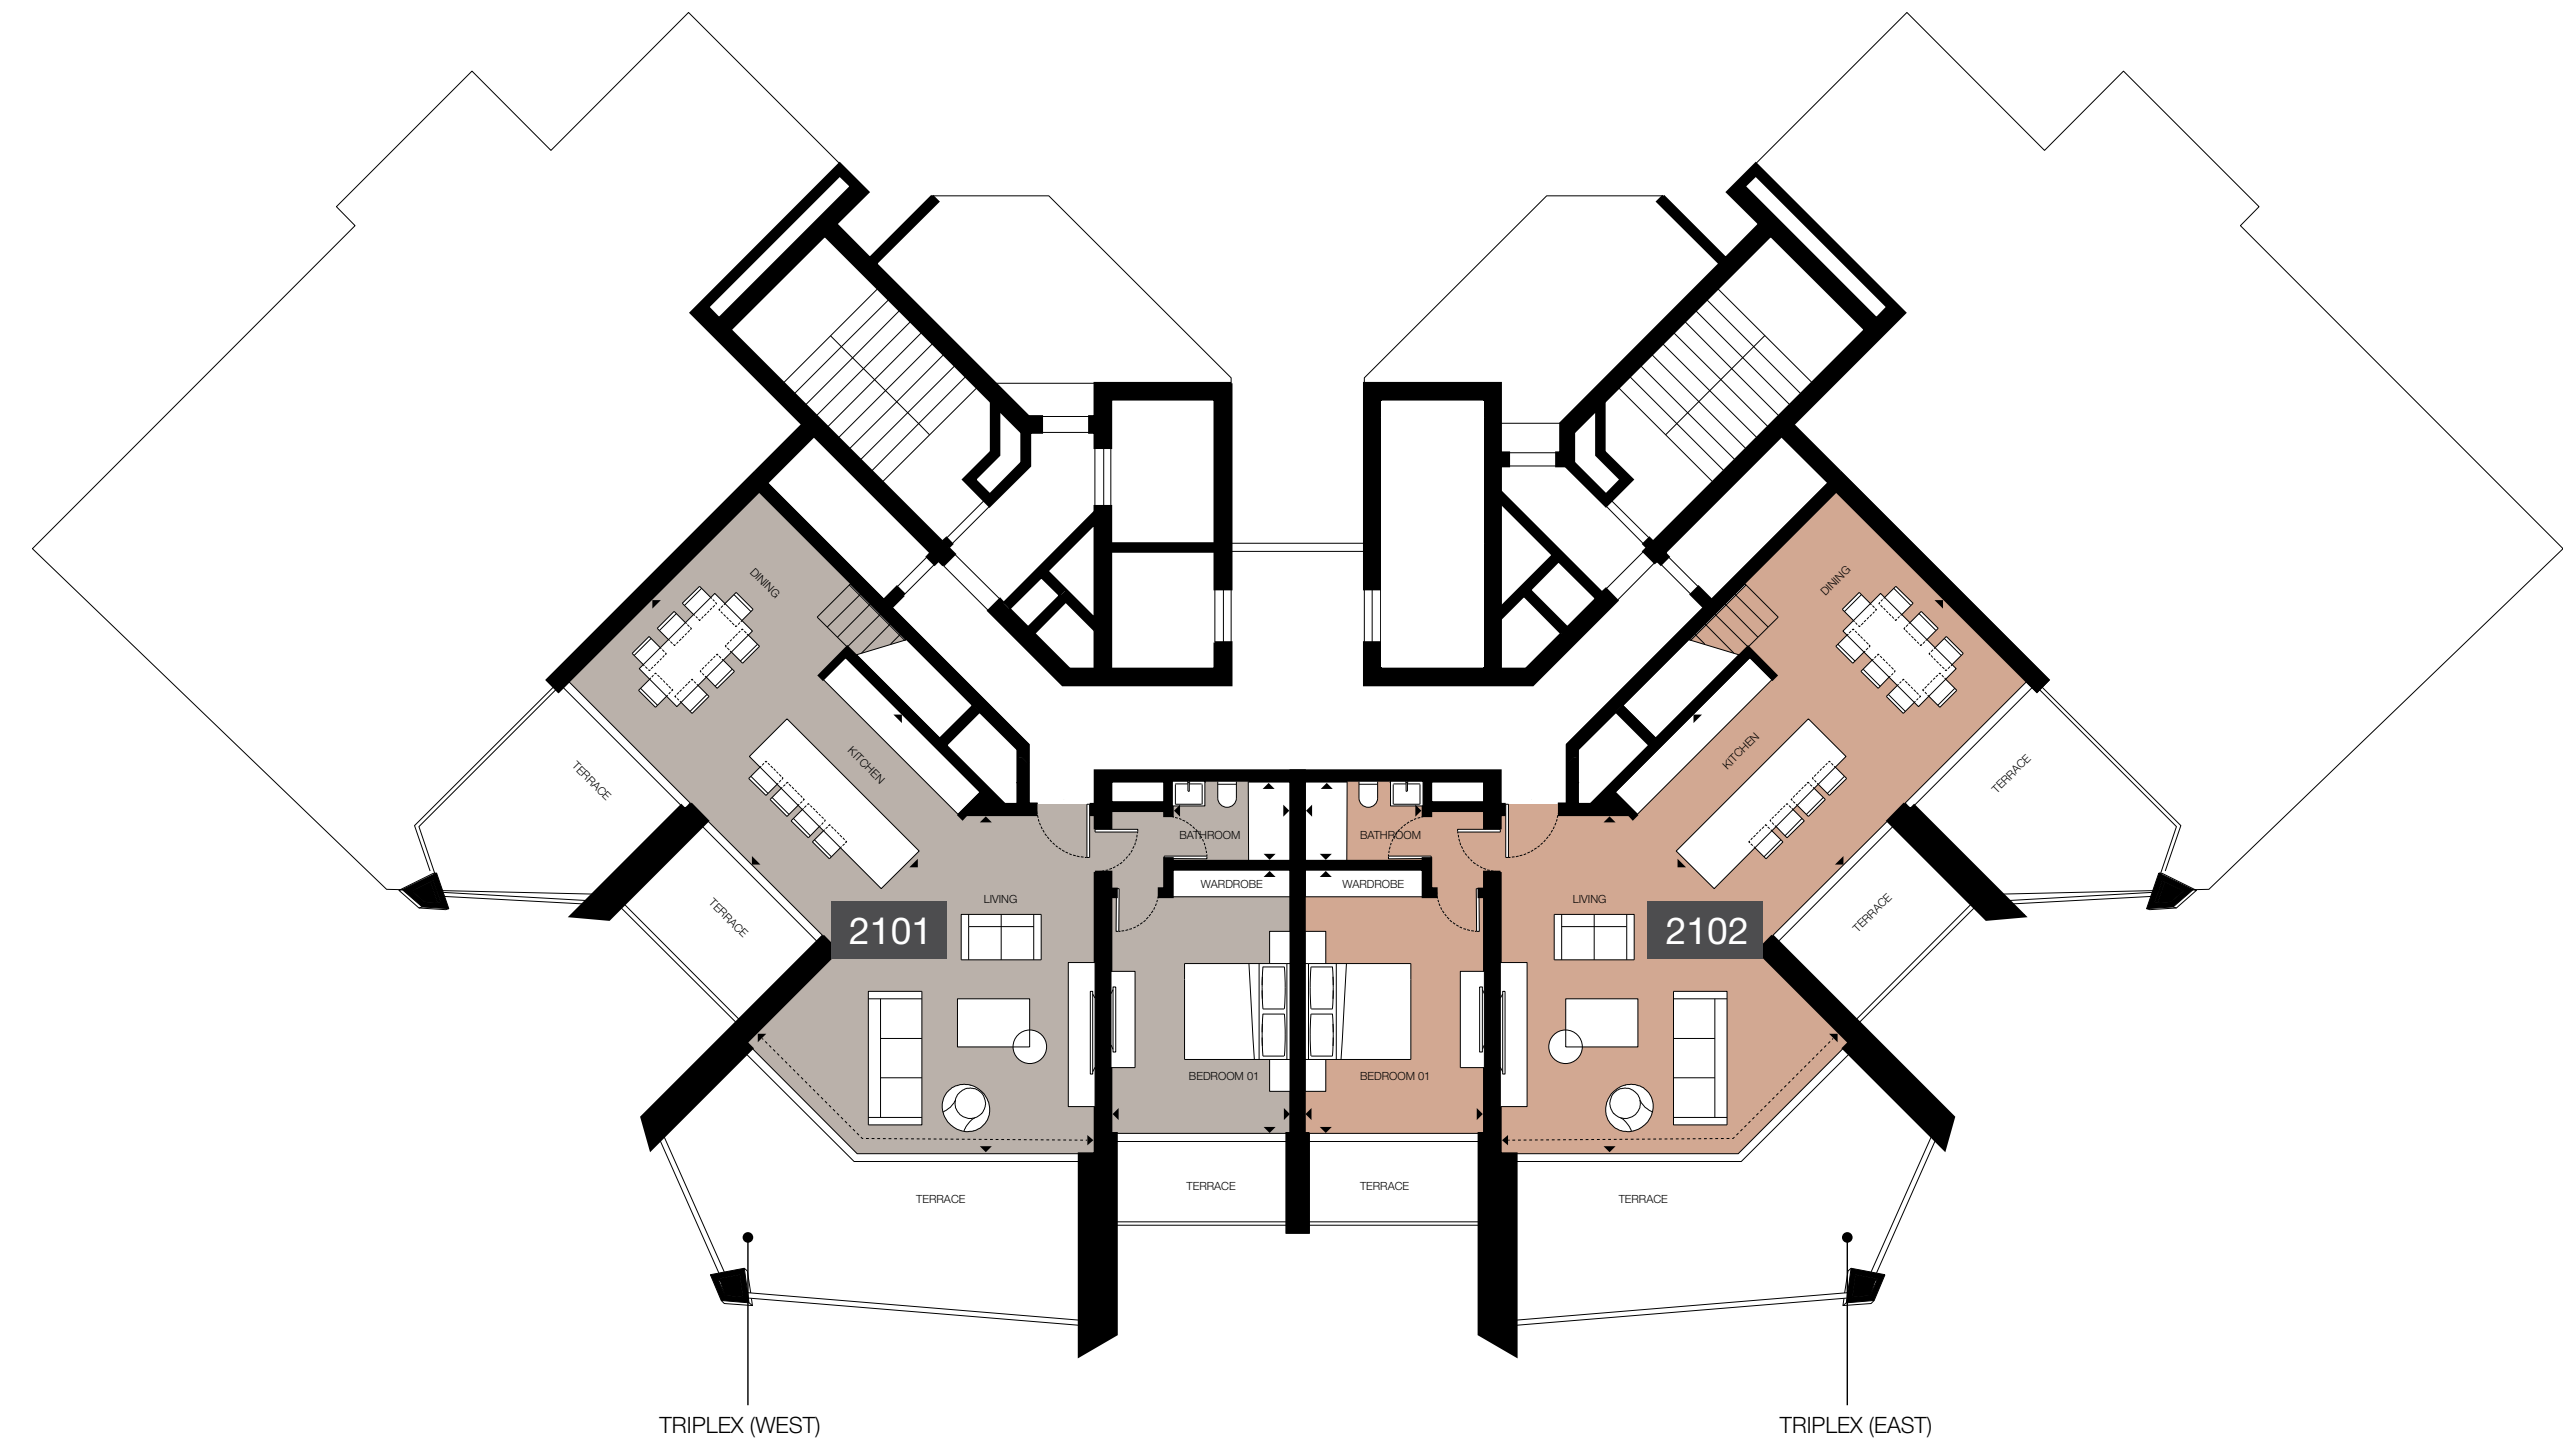 DINING
DINING
KITCHEN
KITCHEN
TERRACE
TERRACE
BATHROOM
BATHROOM
WARDROBE
WARDROBE
LIVING
LIVING
TERRACE
TERRACE
2101
2102
BEDROOM 01
BEDROOM 01
TERRACE
TERRACE
TERRACE
TERRACE
TRIPLEX (WEST)
TRIPLEX (EAST)